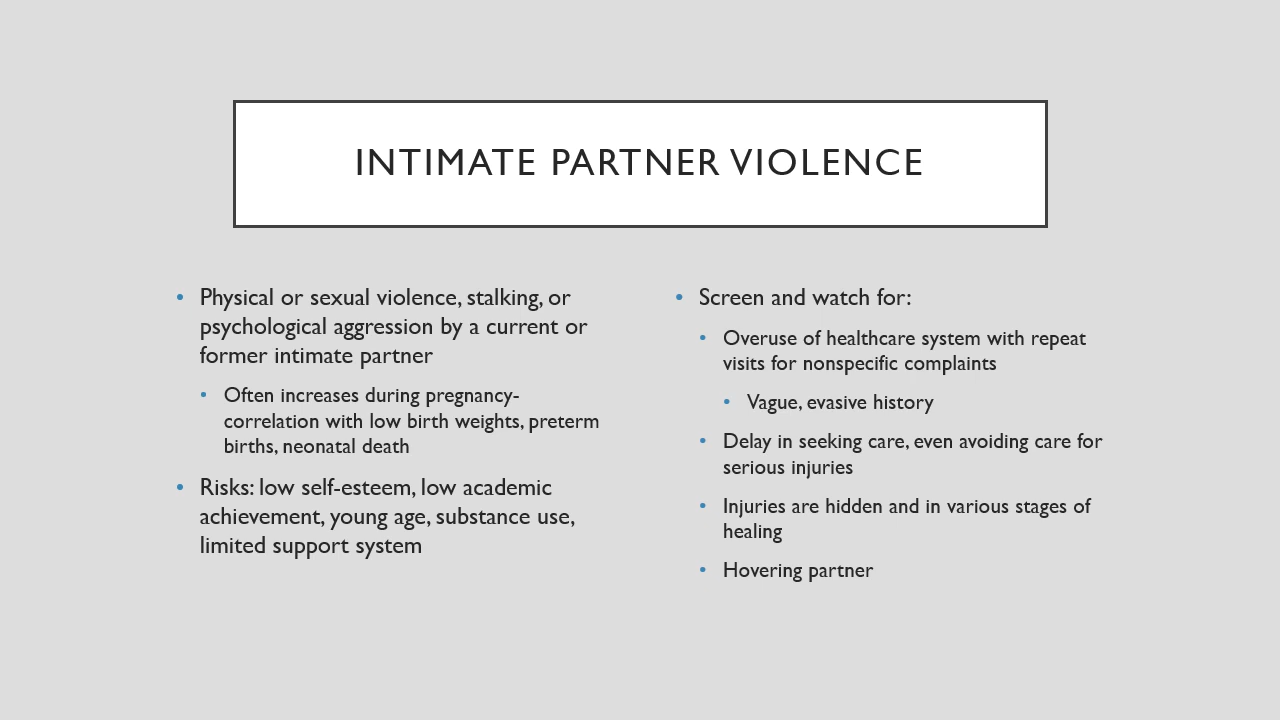 INTIMATE PARTNER VIOLENCE
• Physical or sexual violence, stalking, or
psychological aggression by a current or
former intimate partner
• Often increases during pregnancy-
correlation with low birth weights, preterm
births, neonatal death
• Risks: low self-esteem, low academic
achievement, young age, substance use,
limited support system
• Screen and watch for:
• Overuse of healthcare system with repeat
visits for nonspecific complaints
• Vague, evasive history
• Delay in seeking care, even avoiding care for
serious injuries
• Injuries are hidden and in various stages of
healing
• Hovering partner